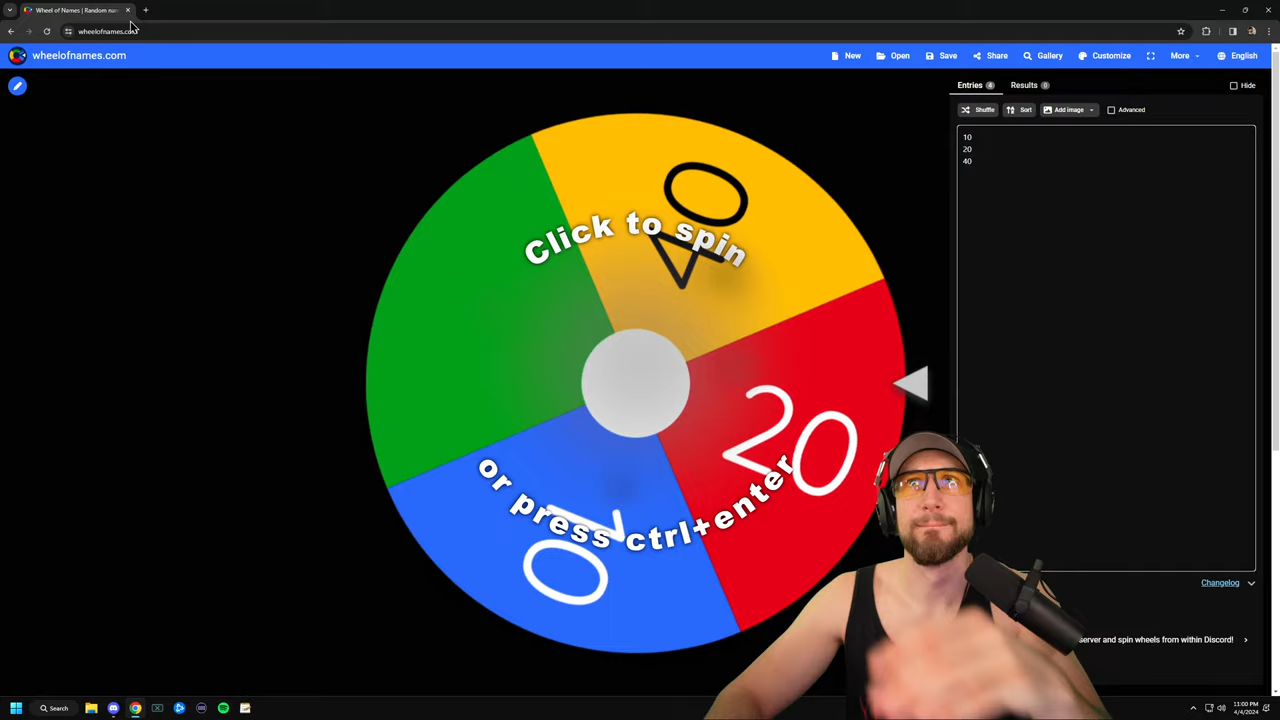 Wheel of Names | Random nam
wheelofnames.com
wheelofnames.com
New
Open
Save
Share
Gallery
Customize
More
English
Entries 4
Results 0
Hide
Shuffle
Sort
Add image
Advanced
10
20
40
40
Click to spin
20
or press ctrl+enter
10
Changelog
server and spin wheels from within Discord!
Search
11:00 PM
4/4/2024